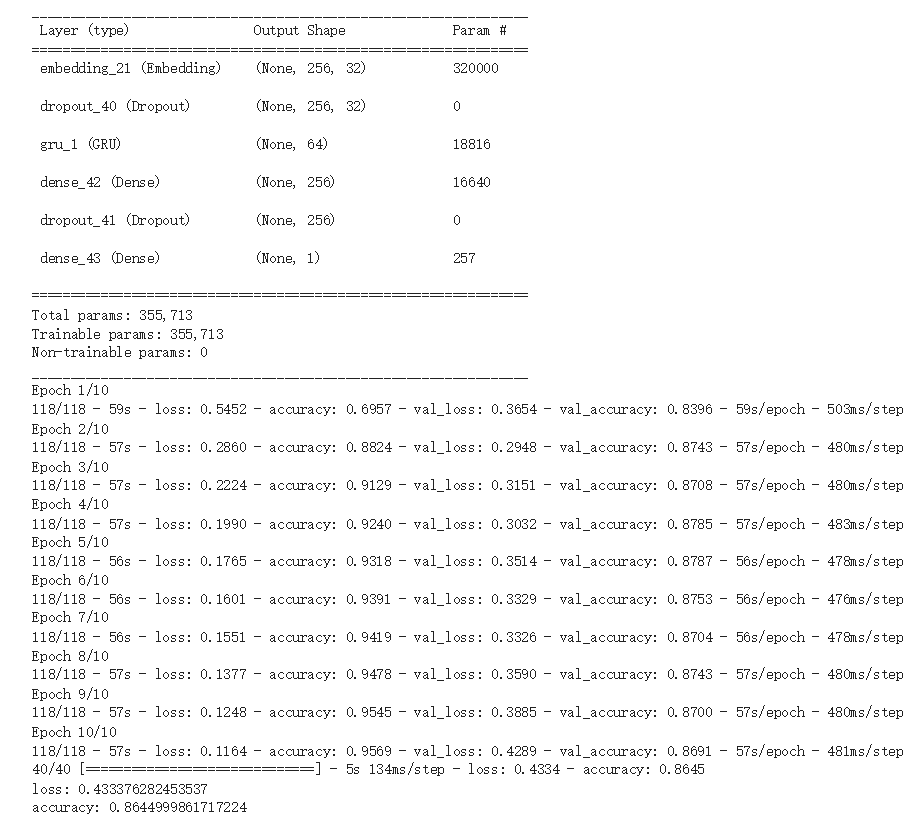 Layer (type) Output Shape Param #
embedding_21 (Embedding) (None, 256, 32) 320000
dropout_40 (Dropout) (None, 256, 32) 0
gru_1 (GRU) (None, 64) 18816
dense_42 (Dense) (None, 256) 16640
dropout_41 (Dropout) (None, 256) 0
dense_43 (Dense) (None, 1) 257
Total params: 355,713
Trainable params: 355,713
Non-trainable params: 0
Epoch 1/10
118/118 - 59s - loss: 0.5452 - accuracy: 0.6957 - val_loss: 0.3654 - val_accuracy: 0.8396 - 59s/epoch - 503ms/step
Epoch 2/10
118/118 - 57s - loss: 0.2860 - accuracy: 0.8824 - val_loss: 0.2948 - val_accuracy: 0.8743 - 57s/epoch - 480ms/step
Epoch 3/10
118/118 - 57s - loss: 0.2224 - accuracy: 0.9129 - val_loss: 0.3151 - val_accuracy: 0.8708 - 57s/epoch - 480ms/step
Epoch 4/10
118/118 - 57s - loss: 0.1990 - accuracy: 0.9240 - val_loss: 0.3032 - val_accuracy: 0.8785 - 57s/epoch - 483ms/step
Epoch 5/10
118/118 - 56s - loss: 0.1765 - accuracy: 0.9318 - val_loss: 0.3514 - val_accuracy: 0.8787 - 56s/epoch - 478ms/step
Epoch 6/10
118/118 - 56s - loss: 0.1601 - accuracy: 0.9391 - val_loss: 0.3329 - val_accuracy: 0.8753 - 56s/epoch - 476ms/step
Epoch 7/10
118/118 - 56s - loss: 0.1551 - accuracy: 0.9419 - val_loss: 0.3326 - val_accuracy: 0.8704 - 56s/epoch - 478ms/step
Epoch 8/10
118/118 - 57s - loss: 0.1377 - accuracy: 0.9478 - val_loss: 0.3590 - val_accuracy: 0.8743 - 57s/epoch - 480ms/step
Epoch 9/10
118/118 - 57s - loss: 0.1248 - accuracy: 0.9545 - val_loss: 0.3885 - val_accuracy: 0.8700 - 57s/epoch - 480ms/step
Epoch 10/10
118/118 - 57s - loss: 0.1164 - accuracy: 0.9569 - val_loss: 0.4289 - val_accuracy: 0.8691 - 57s/epoch - 481ms/step
40/40 [==============================] - 5s 134ms/step - loss: 0.4334 - accuracy: 0.8645
loss: 0.433376282453537
accuracy: 0.8644999861717224